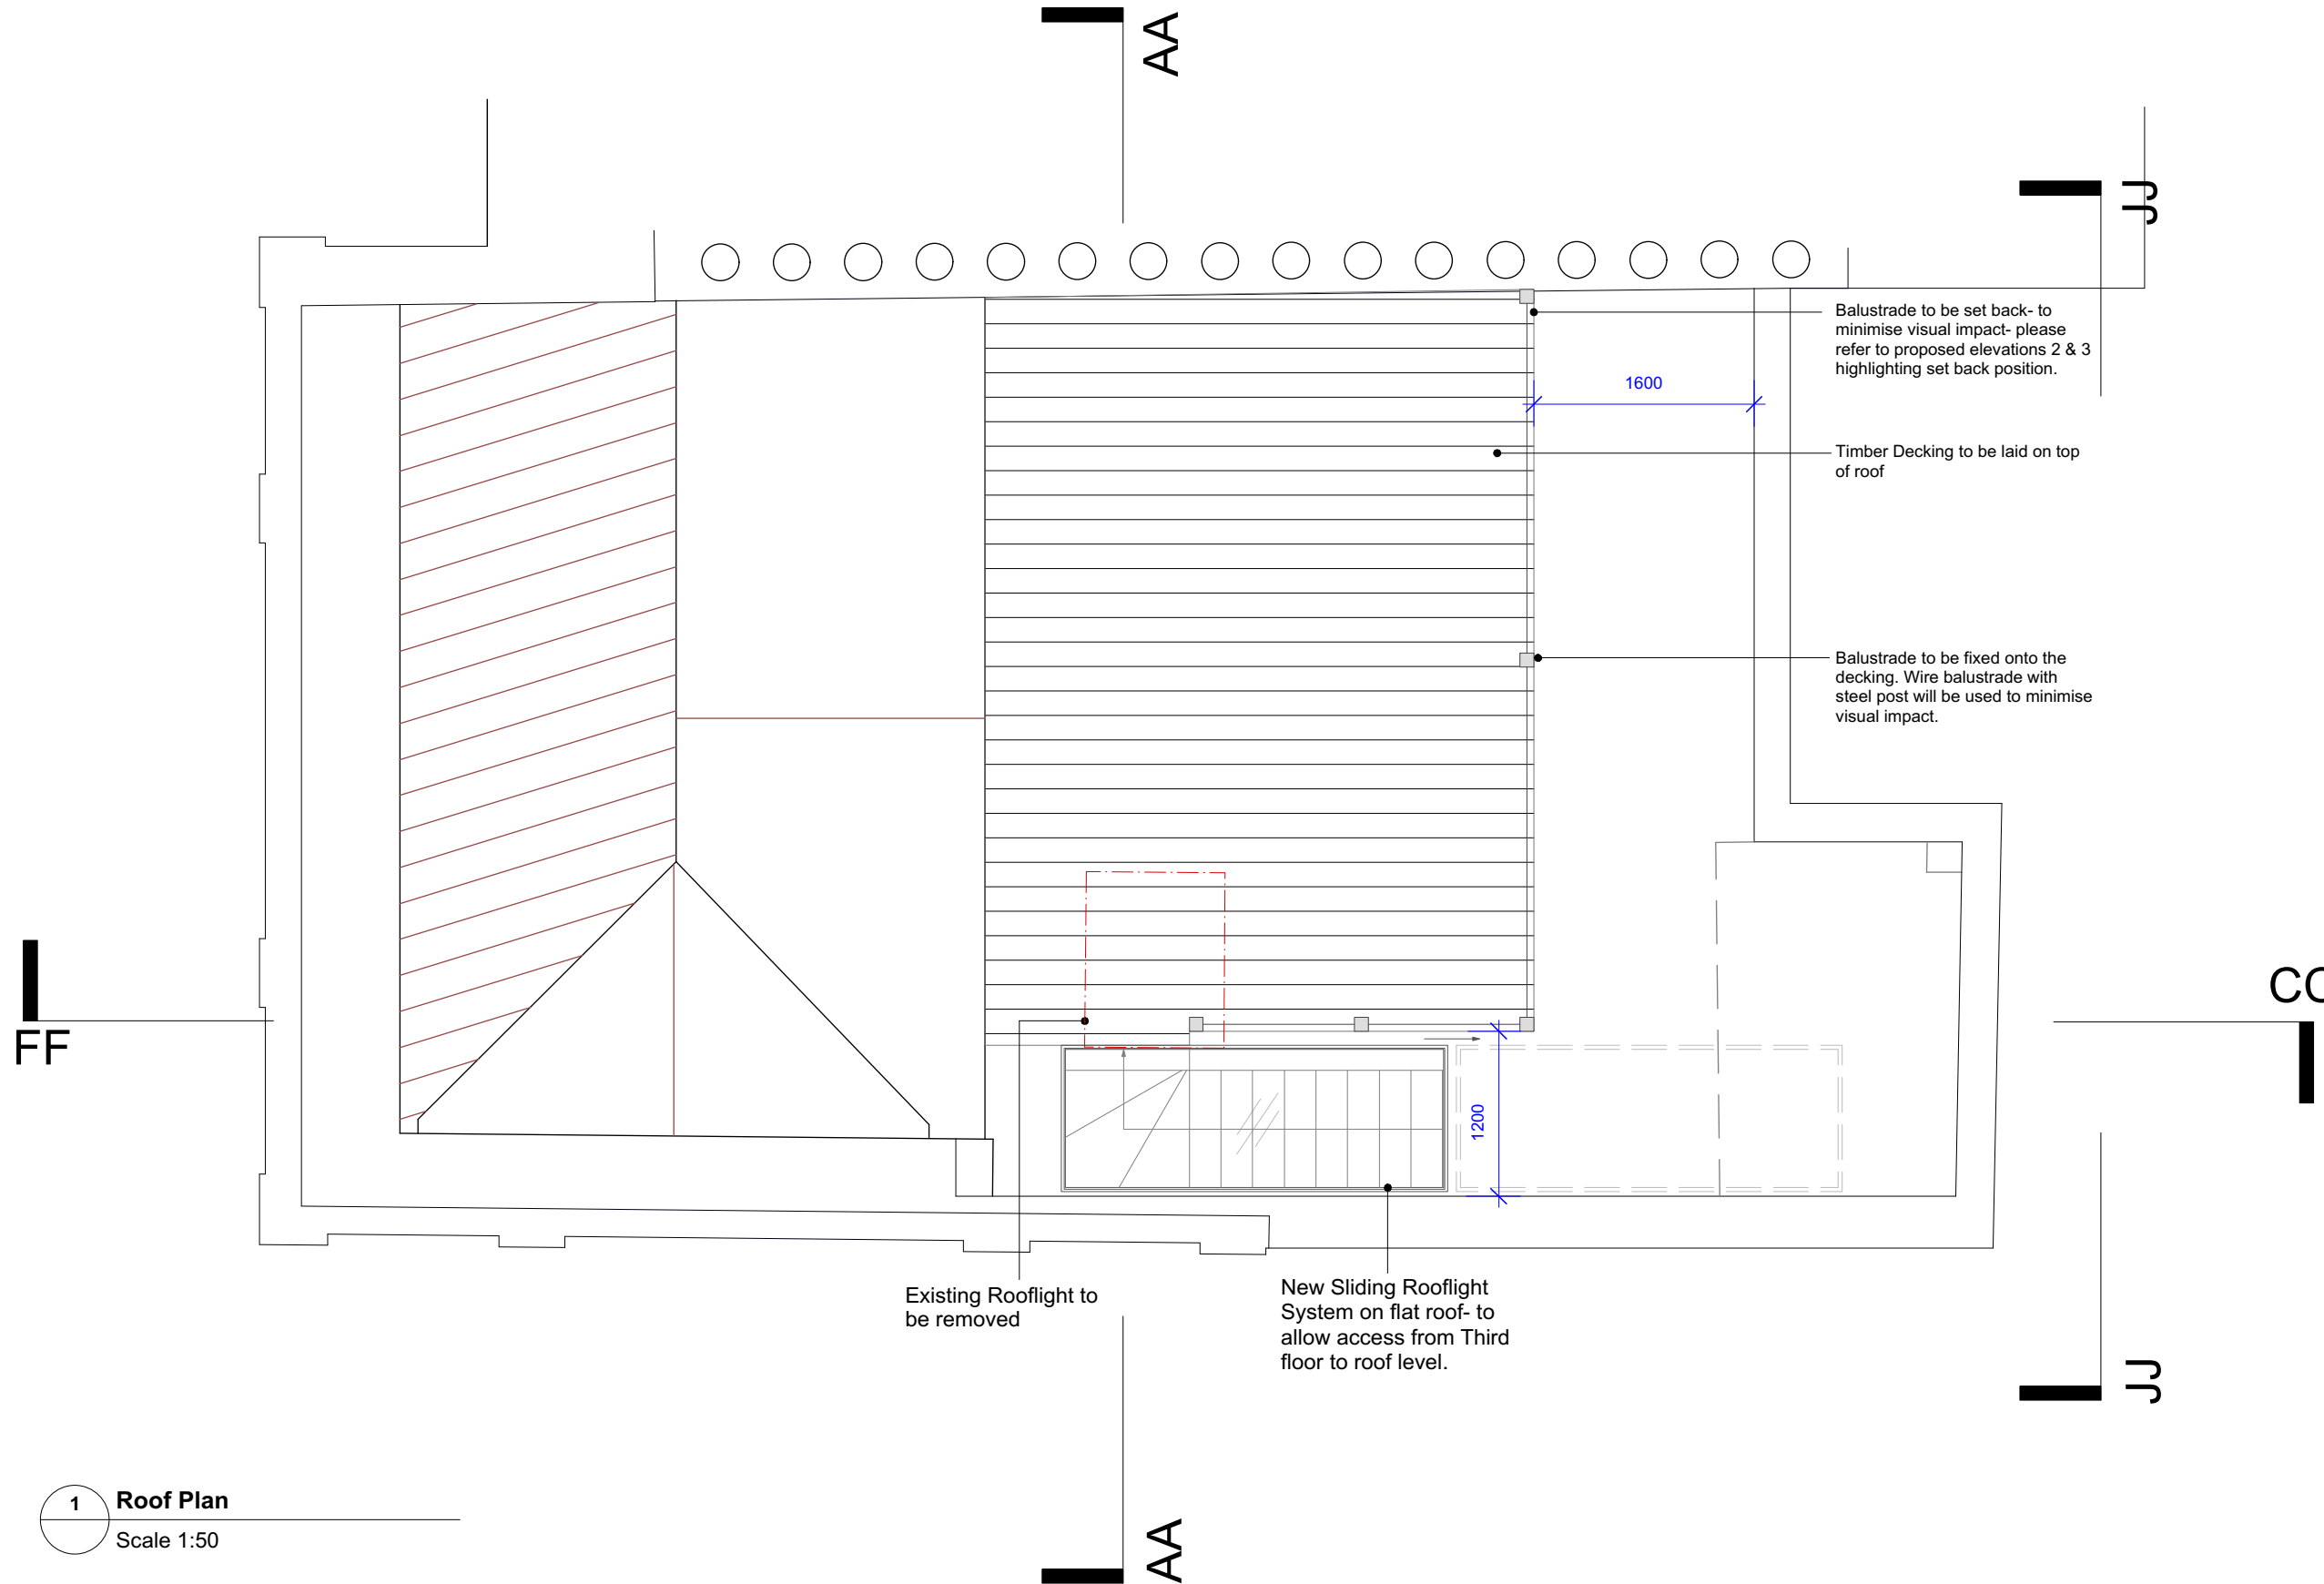 AA
JJ
Balustrade to be set back- to
minimise visual impact- please
refer to proposed elevations 2 & 3
highlighting set back position.
1600
Timber Decking to be laid on top
of roof
Balustrade to be fixed onto the
decking. Wire balustrade with
steel post will be used to minimise
visual impact.
CC
FF
1200
Existing Rooflight to
be removed
New Sliding Rooflight
System on flat roof- to
allow access from Third
floor to roof level.
JJ
1
Roof Plan
Scale 1:50
AA